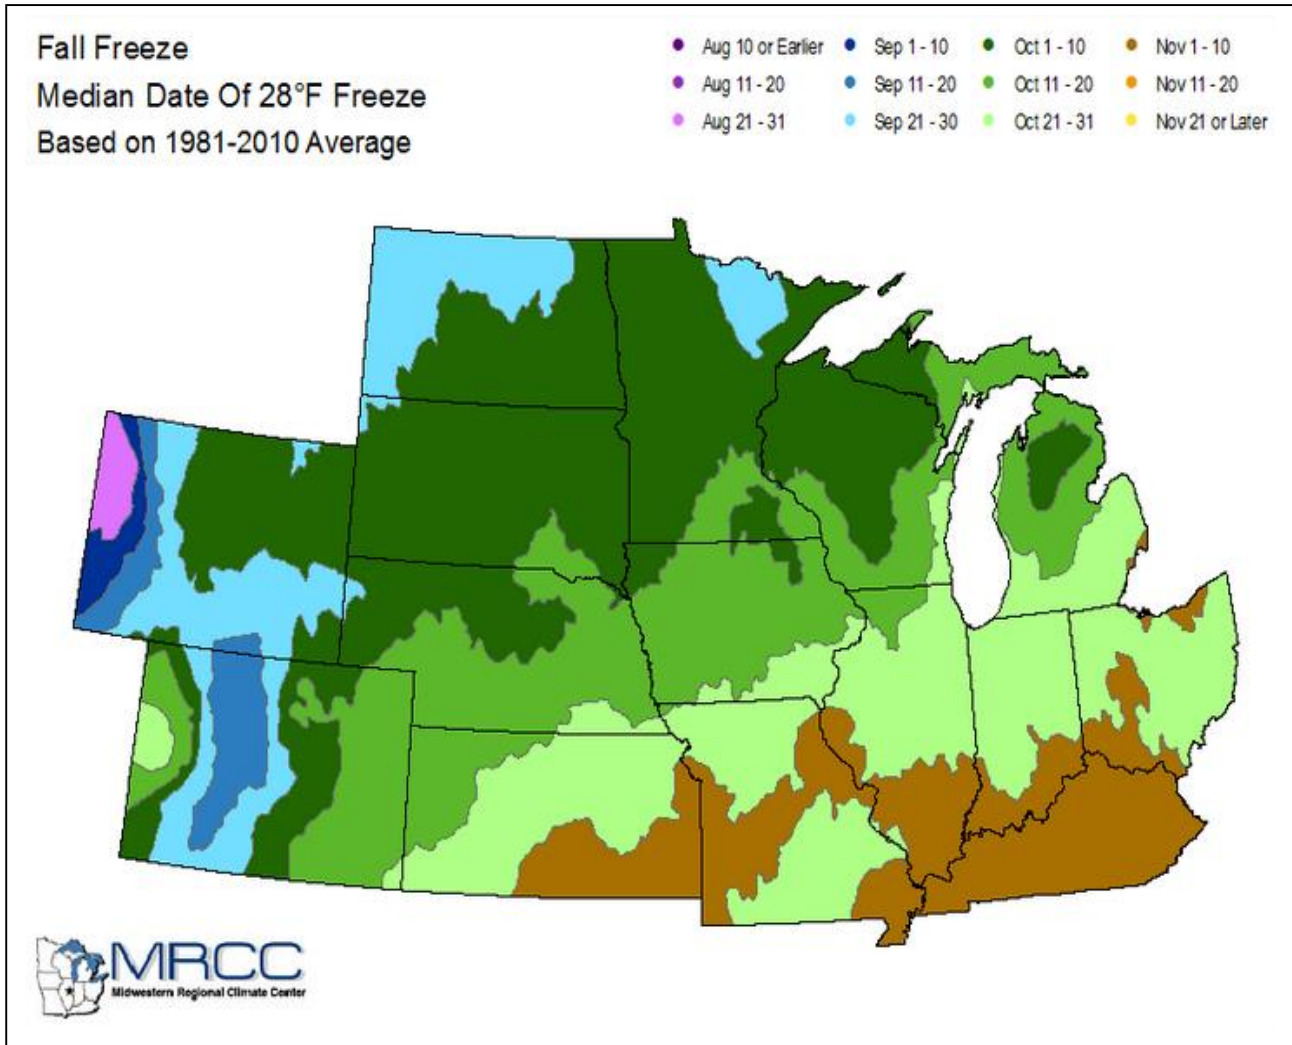 Fall Freeze
Median Date Of 28°F Freeze
Based on 1981-2010 Average
Aug 10 or Earlier
Aug 11 - 20
Aug 21 - 31
Sep 1 - 10
Sep 11 - 20
Sep 21 - 30
Oct 1 - 10
Oct 11 - 20
Oct 21 - 31
Nov 1 - 10
Nov 11 - 20
Nov 21 or Later
MRCC
Midwestern Regional Climate Center